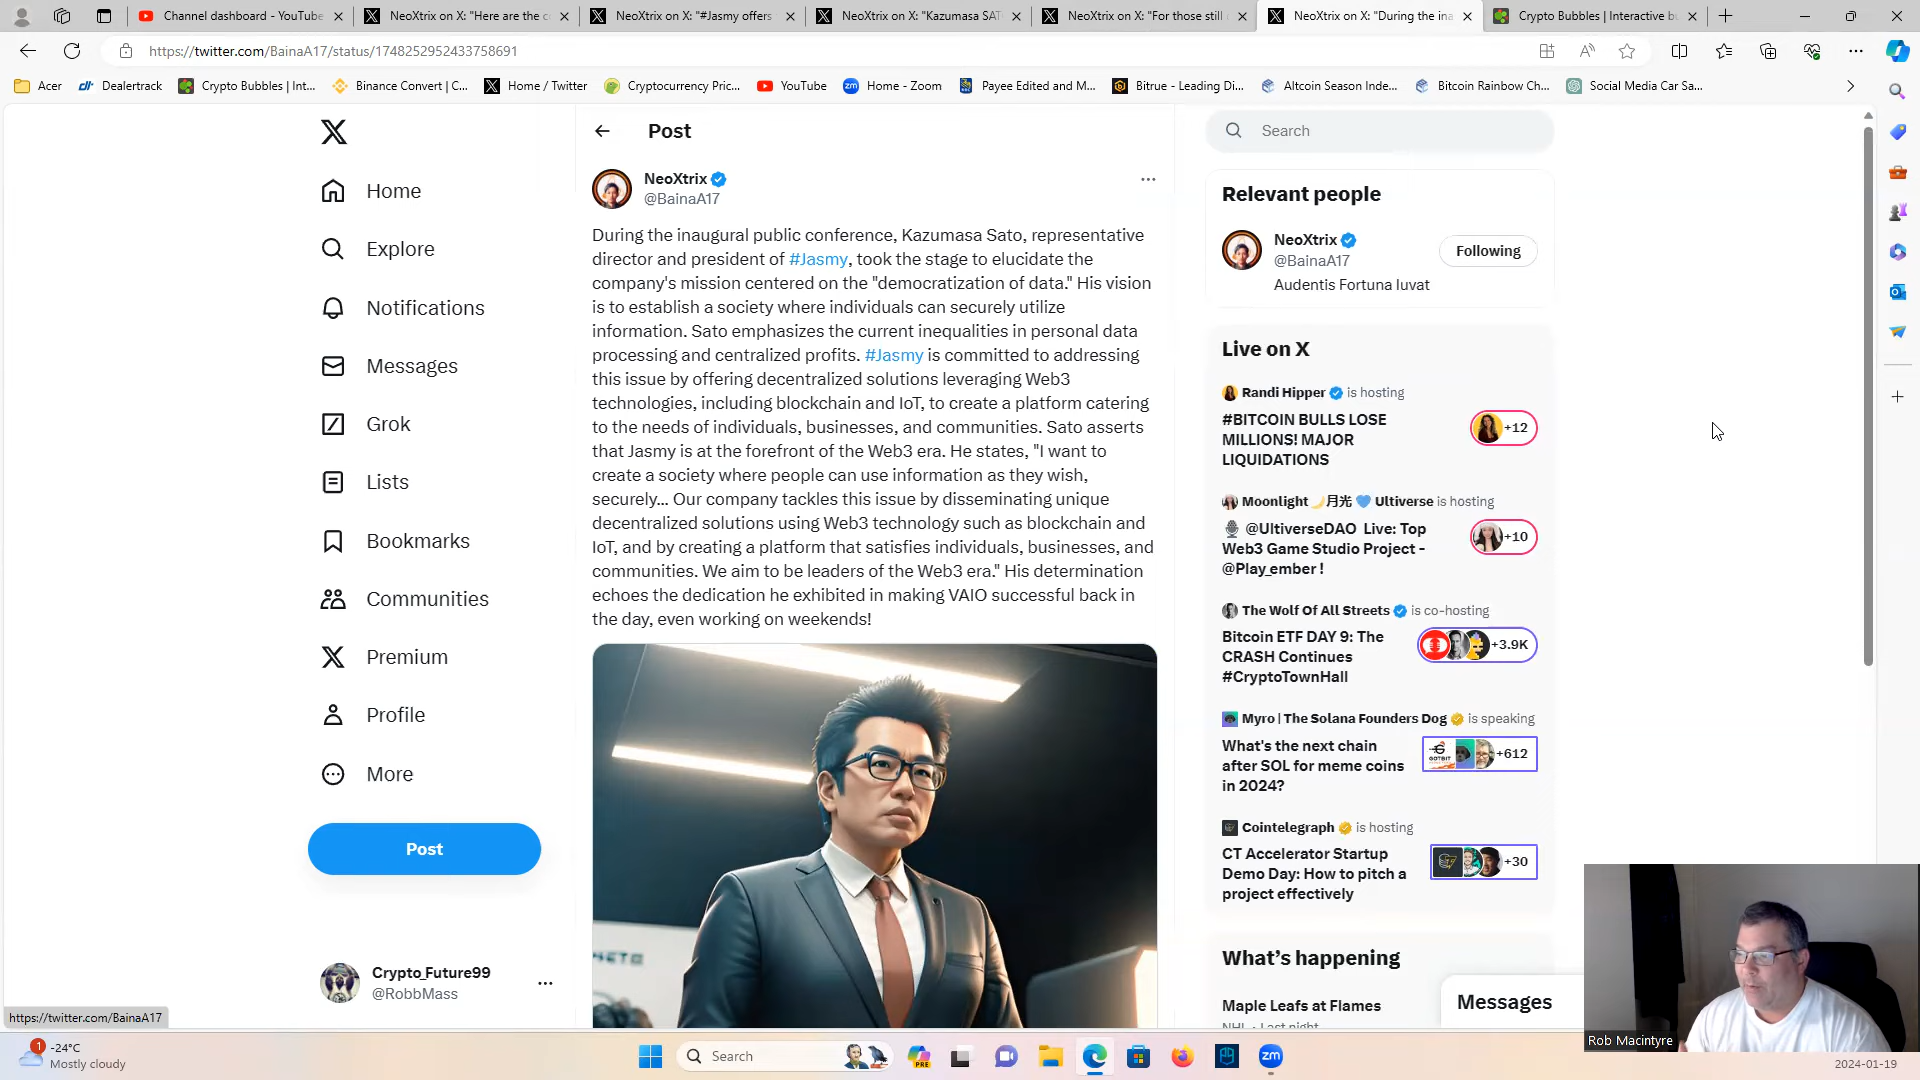 Channel dashboard - YouTube
NeoXtrix on X: "Here are the c
NeoXtrix on X: "#Jasmy offers
NeoXtrix on X: "Kazumasa SAT
NeoXtrix on X: "For those still
NeoXtrix on X: "During the ina
Crypto Bubbles | Interactive bu
https://twitter.com/BainaA17/status/1748252952433758691
Acer
Dealertrack
Crypto Bubbles | Int...
Binance Convert | C...
Home / Twitter
Cryptocurrency Pric...
YouTube
Home - Zoom
Payee Edited and M...
Bitrue - Leading Di...
Altcoin Season Inde...
Bitcoin Rainbow Ch...
Social Media Car Sa...
Home
Explore
Notifications
Messages
Grok
Lists
Bookmarks
Communities
Premium
Profile
More
Post
Crypto_Future99
@RobbMass
https://twitter.com/BainaA17
Post
NeoXtrix
@BainaA17
During the inaugural public conference, Kazumasa Sato, representative
director and president of #Jasmy, took the stage to elucidate the
company's mission centered on the "democratization of data." His vision
is to establish a society where individuals can securely utilize
information. Sato emphasizes the current inequalities in personal data
processing and centralized profits. #Jasmy is committed to addressing
this issue by offering decentralized solutions leveraging Web3
technologies, including blockchain and IoT, to create a platform catering
to the needs of individuals, businesses, and communities. Sato asserts
that Jasmy is at the forefront of the Web3 era. He states, "I want to
create a society where people can use information as they wish,
securely... Our company tackles this issue by disseminating unique
decentralized solutions using Web3 technology such as blockchain and
IoT, and by creating a platform that satisfies individuals, businesses, and
communities. We aim to be leaders of the Web3 era." His determination
echoes the dedication he exhibited in making VAIO successful back in
the day, even working on weekends!
Search
Relevant people
NeoXtrix
@BainaA17
Following
Audentis Fortuna Iuvat
Live on X
Randi Hipper is hosting
#BITCOIN BULLS LOSE
MILLIONS! MAJOR
LIQUIDATIONS
+12
Moonlight 🌙月光 💙 Ultiverse is hosting
🎙️ @UltiverseDAO Live: Top
Web3 Game Studio Project -
@Play_ember !
+10
The Wolf Of All Streets is co-hosting
Bitcoin ETF DAY 9: The
CRASH Continues
#CryptoTownHall
+3.9K
Myro | The Solana Founders Dog is speaking
What's the next chain
after SOL for meme coins
in 2024?
GOTBIT
+612
Cointelegraph is hosting
CT Accelerator Startup
Demo Day: How to pitch a
project effectively
+30
What's happening
Maple Leafs at Flames
NHL · Last night
Messages
Rob Macintyre
1
-24°C
Mostly cloudy
Search
PRE
zm
2024-01-19